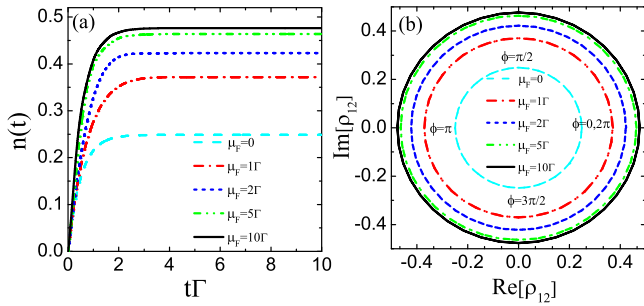 (a)
n(t)
0.5
0.4
0.3
0.2
0.1
0.0
μF=0
μF=1Γ
μF=2Γ
μF=5Γ
μF=10Γ
0 2 4 6 8 10
tΓ
(b)
Im[ρ12]
0.4
0.2
0.0
-0.2
-0.4
ϕ=π/2
μF=0
μF=1Γ
ϕ=π
ϕ=0,2π
μF=2Γ
μF=5Γ
μF=10Γ
ϕ=3π/2
-0.4 -0.2 0.0 0.2 0.4
Re[ρ12]